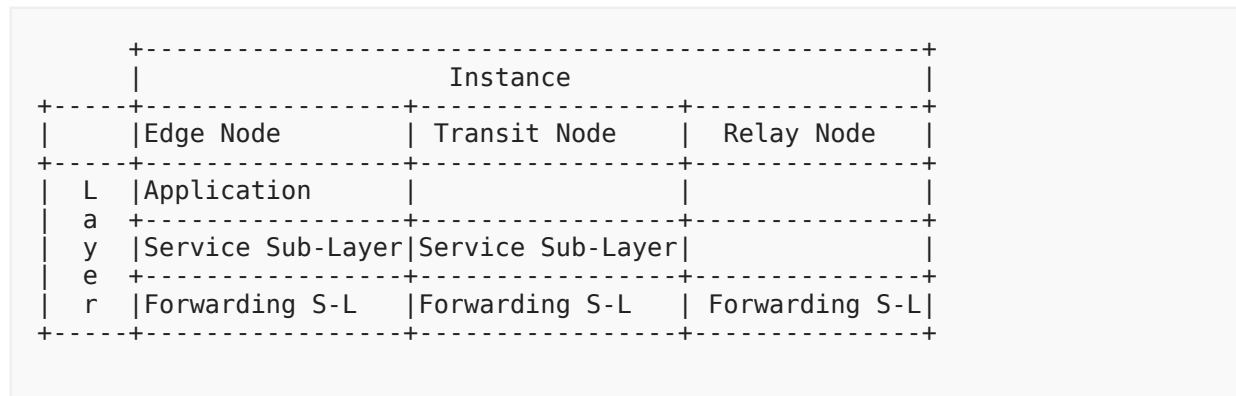 +---------------------------------------------------+
      |                    Instance                       |
+-----+-----------------+-----------------+---------------+
|     |Edge Node        | Transit Node    |  Relay Node   |
+-----+-----------------+-----------------+---------------+
|  L  |Application      |                 |               |
|  a  +-----------------+-----------------+---------------+
|  y  |Service Sub-Layer|Service Sub-Layer|               |
|  e  +-----------------+-----------------+---------------+
|  r  |Forwarding S-L   |Forwarding S-L   | Forwarding S-L|
+-----+-----------------+-----------------+---------------+